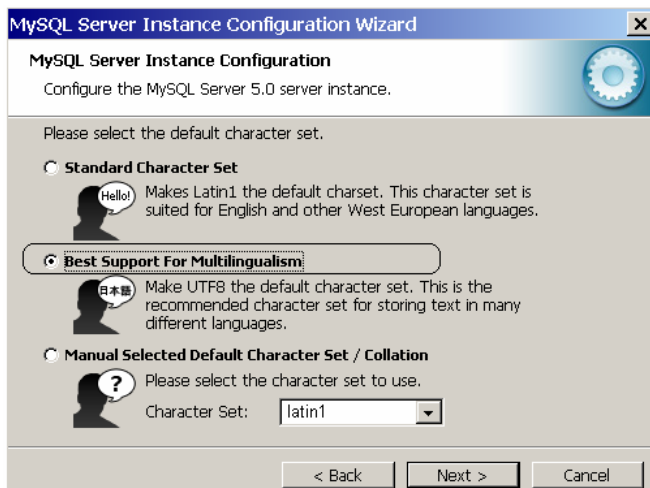 MySQL Server Instance Configuration Wizard
MySQL Server Instance Configuration
Configure the MySQL Server 5.0 server instance.
Please select the default character set.
Standard Character Set
Hello!
Makes Latin1 the default charset. This character set is
suited for English and other West European languages.
Best Support For Multilingualism
日本語
Make UTF8 the default character set. This is the
recommended character set for storing text in many
different languages.
Manual Selected Default Character Set / Collation
?
Please select the character set to use.
Character Set:
latin1
< Back
Next >
Cancel